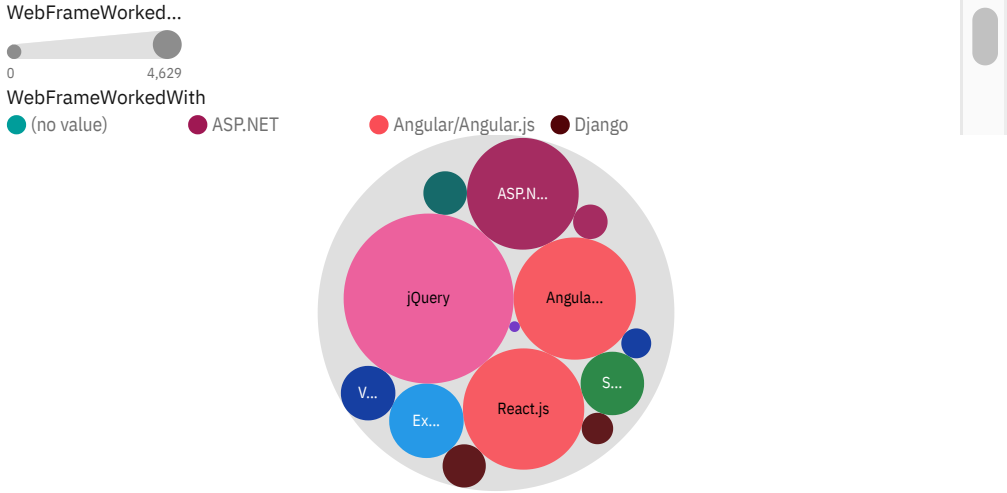 WebFrameWorked...
0 4,629
WebFrameWorkedWith
(no value) ASP.NET Angular/Angular.js Django
ASP.N...
jQuery Angula...
S...
V...
React.js
Ex...